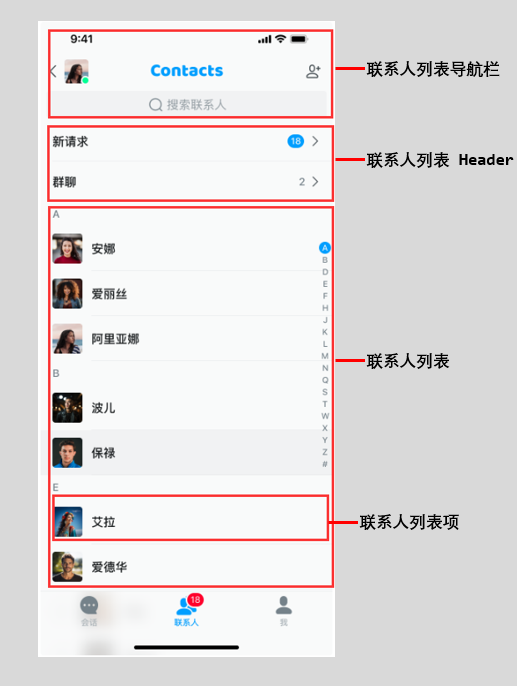 9:41
Contacts
联系人列表导航栏
搜索联系人
新请求 18
联系人列表 Header
群聊 2
A
安娜
爱丽丝
阿里亚娜
B
波儿
保禄
E
艾拉
爱德华
A
B
D
E
F
H
J
K
L
M
N
Q
S
T
W
X
Y
Z
#
联系人列表
联系人列表项
会话
18
联系人
我